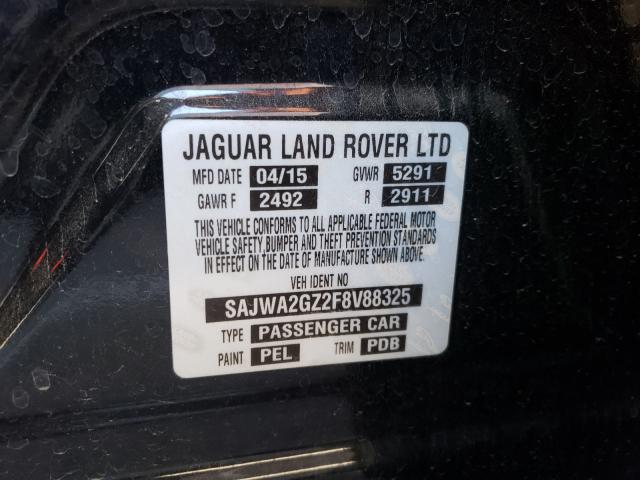 JAGUAR LAND ROVER LTD
MFD DATE 04/15 GVWR 5291
GAWR F 2492 R 2911
THIS VEHICLE CONFORMS TO ALL APPLICABLE FEDERAL MOTOR
VEHICLE SAFETY,BUMPER AND THEFT PREVENTION STANDARDS
IN EFFECT ON THE DATE OF MANUFACTURE SHOWN ABOVE.
VEH IDENT NO
SAJWA2GZ2F8V88325
TYPE PASSENGER CAR
PAINT PEL TRIM PDB